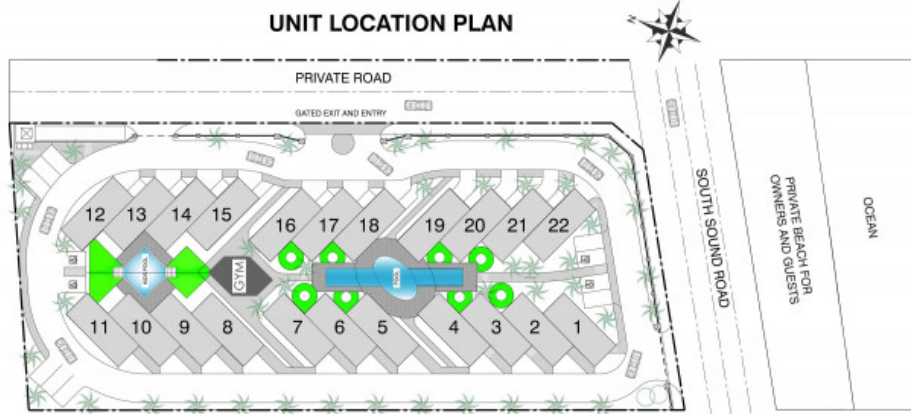 UNIT LOCATION PLAN
N
PRIVATE ROAD
GATED EXIT AND ENTRY
12 13 14 15
16 17 18
19 20 21 22
KIDS POOL
GYM
POOL
11 10 9 8
7 6 5
4 3 2 1
SOUTH SOUND ROAD
PRIVATE BEACH FOR
OWNERS AND GUESTS
OCEAN